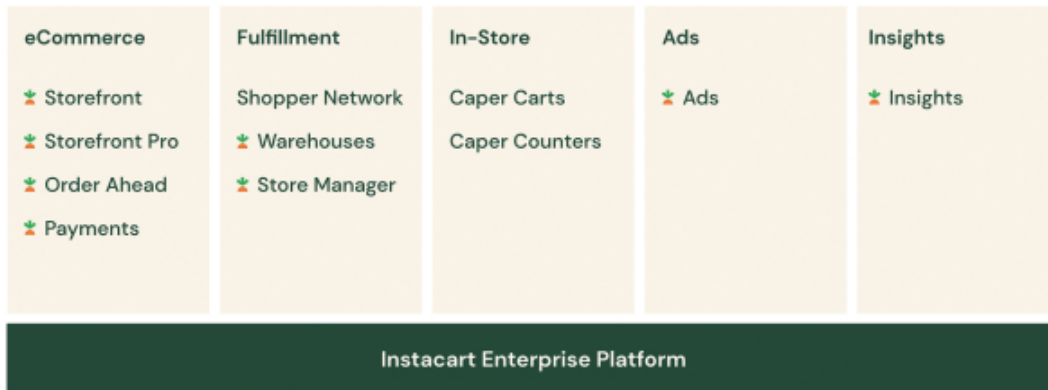 eCommerce
Storefront
Storefront Pro
Order Ahead
Payments
Fulfillment
Shopper Network
Warehouses
Store Manager
In-Store
Caper Carts
Caper Counters
Ads
Ads
Insights
Insights
Instacart Enterprise Platform